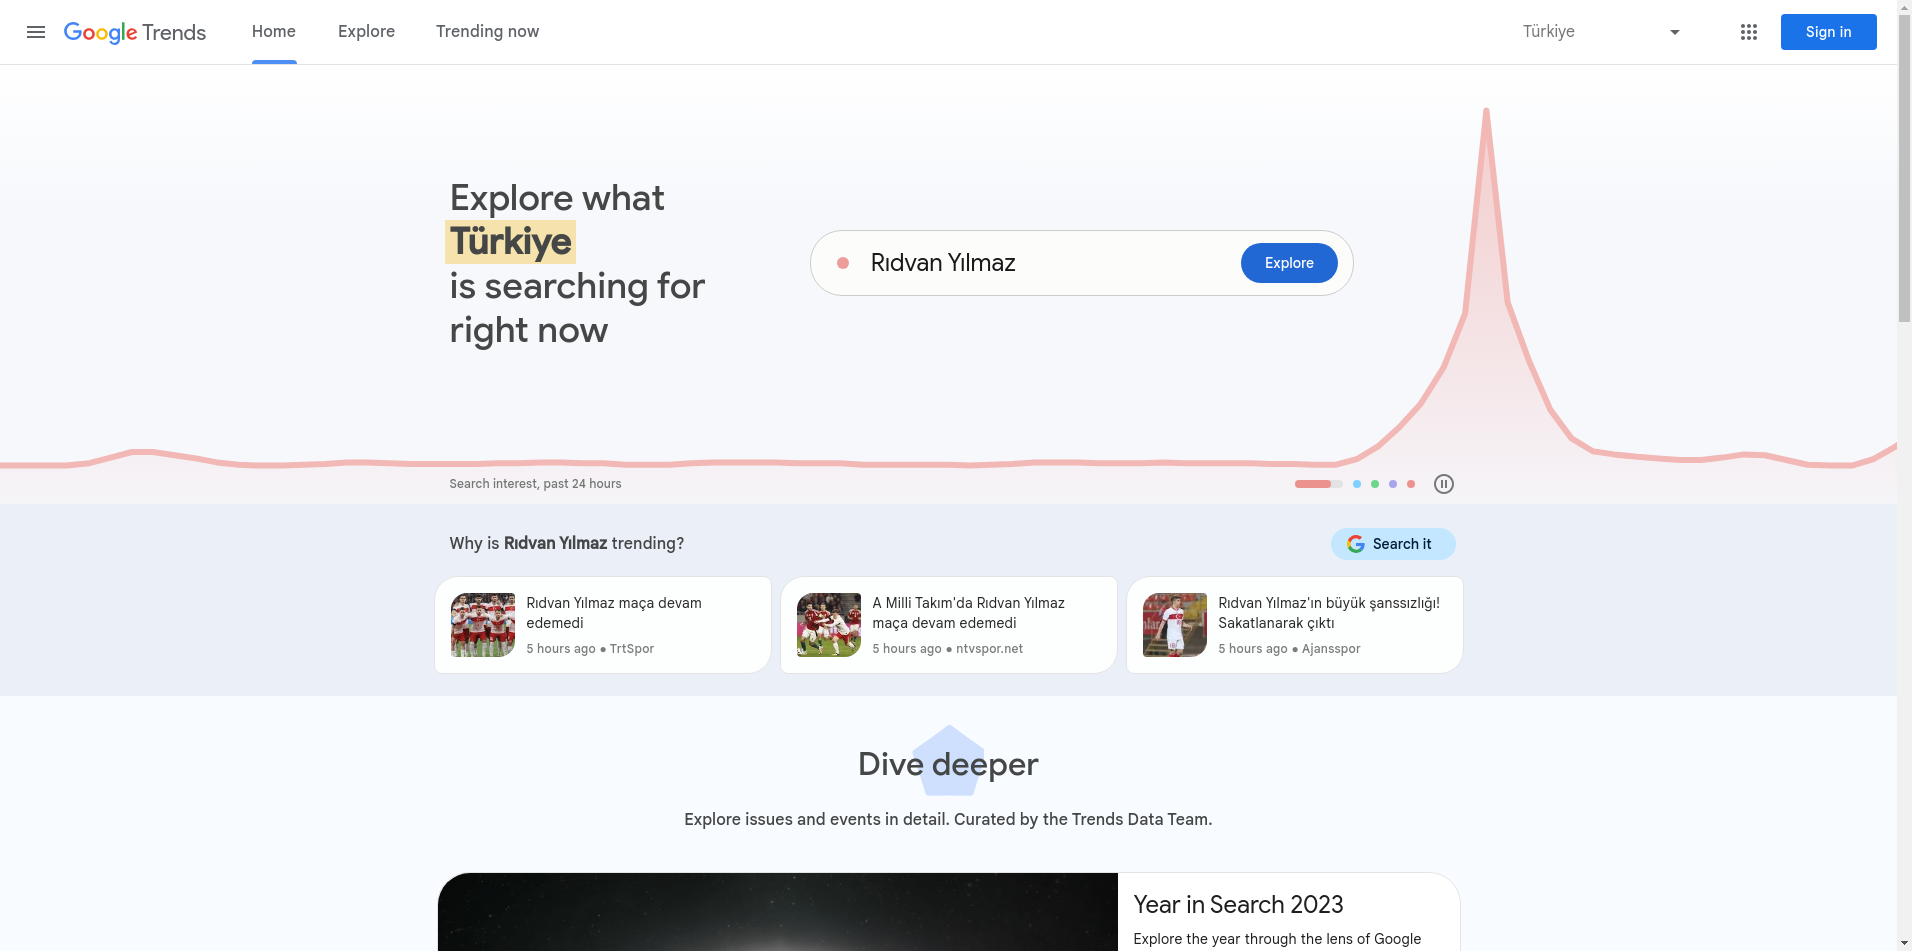 Google Trends
Home
Explore
Trending now
Türkiye
Sign in
Explore what
Türkiye
is searching for
right now
Rıdvan Yılmaz
Explore
Search interest, past 24 hours
Why is Rıdvan Yılmaz trending?
Search it
Rıdvan Yılmaz maça devam
edemedi
5 hours ago ● TrtSpor
A Milli Takım'da Rıdvan Yılmaz
maça devam edemedi
5 hours ago ● ntvspor.net
Rıdvan Yılmaz'ın büyük şanssızlığı!
Sakatlanarak çıktı
5 hours ago ● Ajansspor
Dive deeper
Explore issues and events in detail. Curated by the Trends Data Team.
Year in Search 2023
Explore the year through the lens of Google